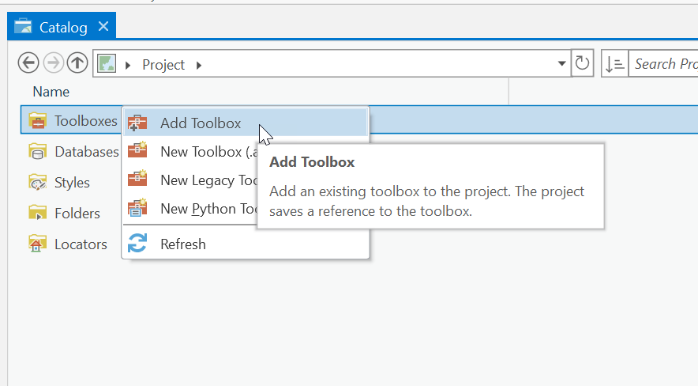 Catalog
Project
Search Pro
Name
Toolboxes
Add Toolbox
Databases
New Toolbox (.a
Styles
New Legacy Too
Folders
New Python Too
Locators
Refresh
Add Toolbox
Add an existing toolbox to the project. The project
saves a reference to the toolbox.